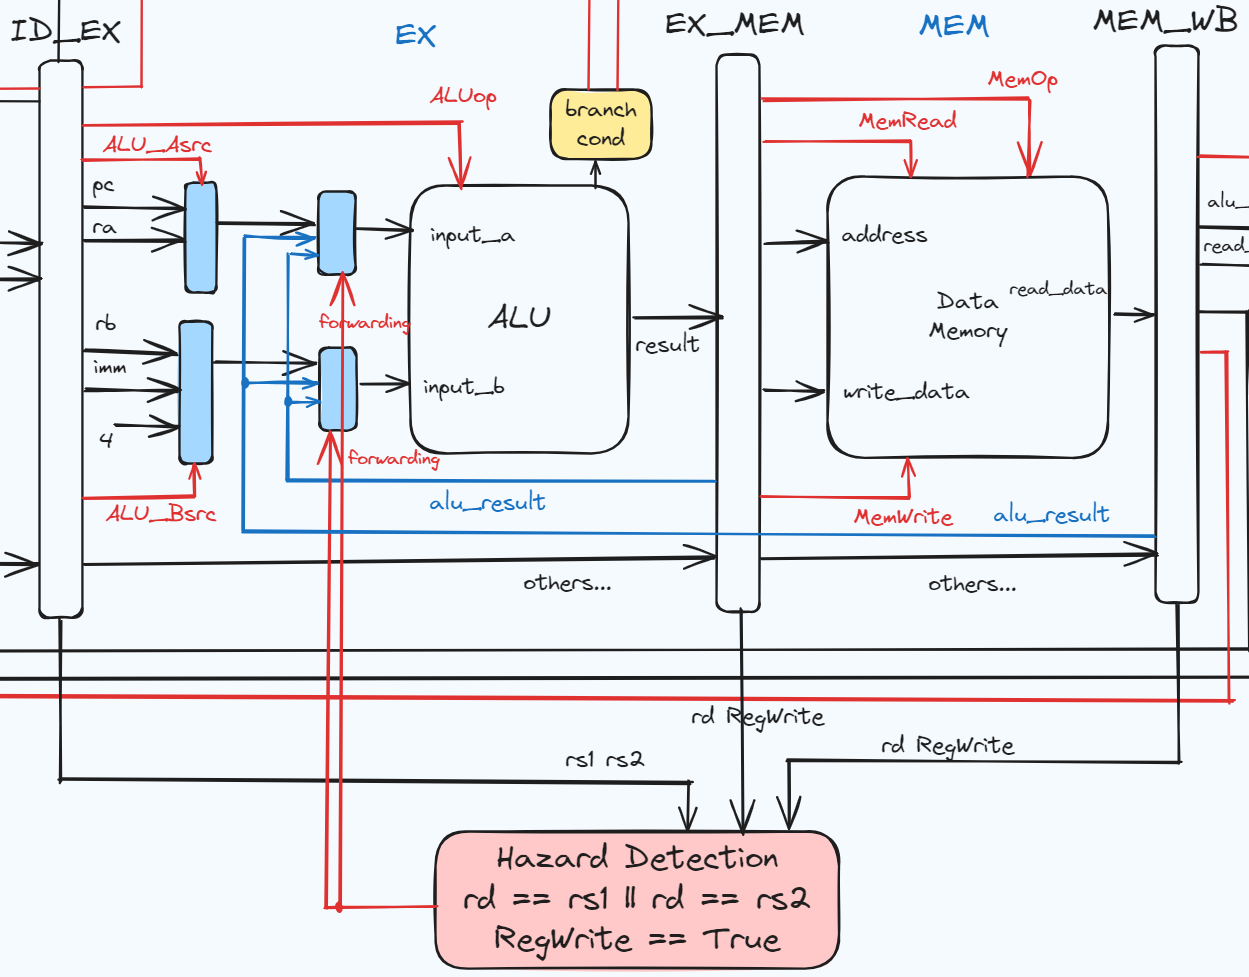 ID_EX
EX
EX_MEM
MEM
MEM_WB
ALUop
branch
cond
MemOp
MemRead
ALU_Asrc
pc
ra
input_a
address
alu_
read_
ALU
Data
Memory
read_data
rb
forwarding
result
imm
input_b
write_data
4
forwarding
ALU_Bsrc
alu_result
MemWrite
alu_result
others...
others...
rd RegWrite
rd RegWrite
rs1 rs2
Hazard Detection
rd == rs1 || rd == rs2
RegWrite == True